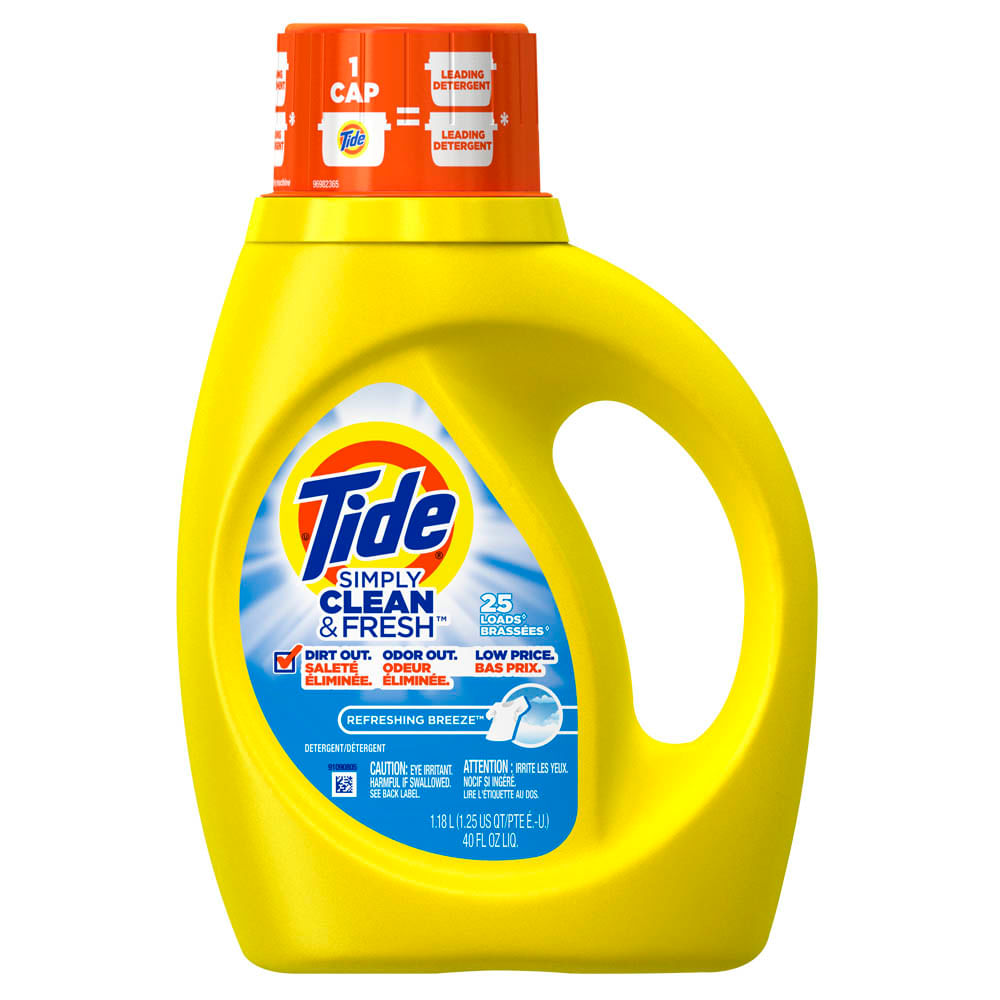 1
CAP
Tide
=
LEADING
DETERGENT
LEADING
DETERGENT
*
*
96982365
Tide
®
SIMPLY
CLEAN
& FRESH™
25
LOADS◊
BRASSÉES◊
DIRT OUT. ODOR OUT. LOW PRICE.
SALETÉ ODEUR BAS PRIX.
ÉLIMINÉE. ÉLIMINÉE.
REFRESHING BREEZE™
DETERGENT/DÉTERGENT
91090805
CAUTION: EYE IRRITANT.
HARMFUL IF SWALLOWED.
SEE BACK LABEL.
ATTENTION : IRRITE LES YEUX.
NOCIF SI INGÉRÉ.
LIRE L'ÉTIQUETTE AU DOS.
1.18 L (1.25 US QT/PTE É.-U.)
40 FL OZ LIQ.